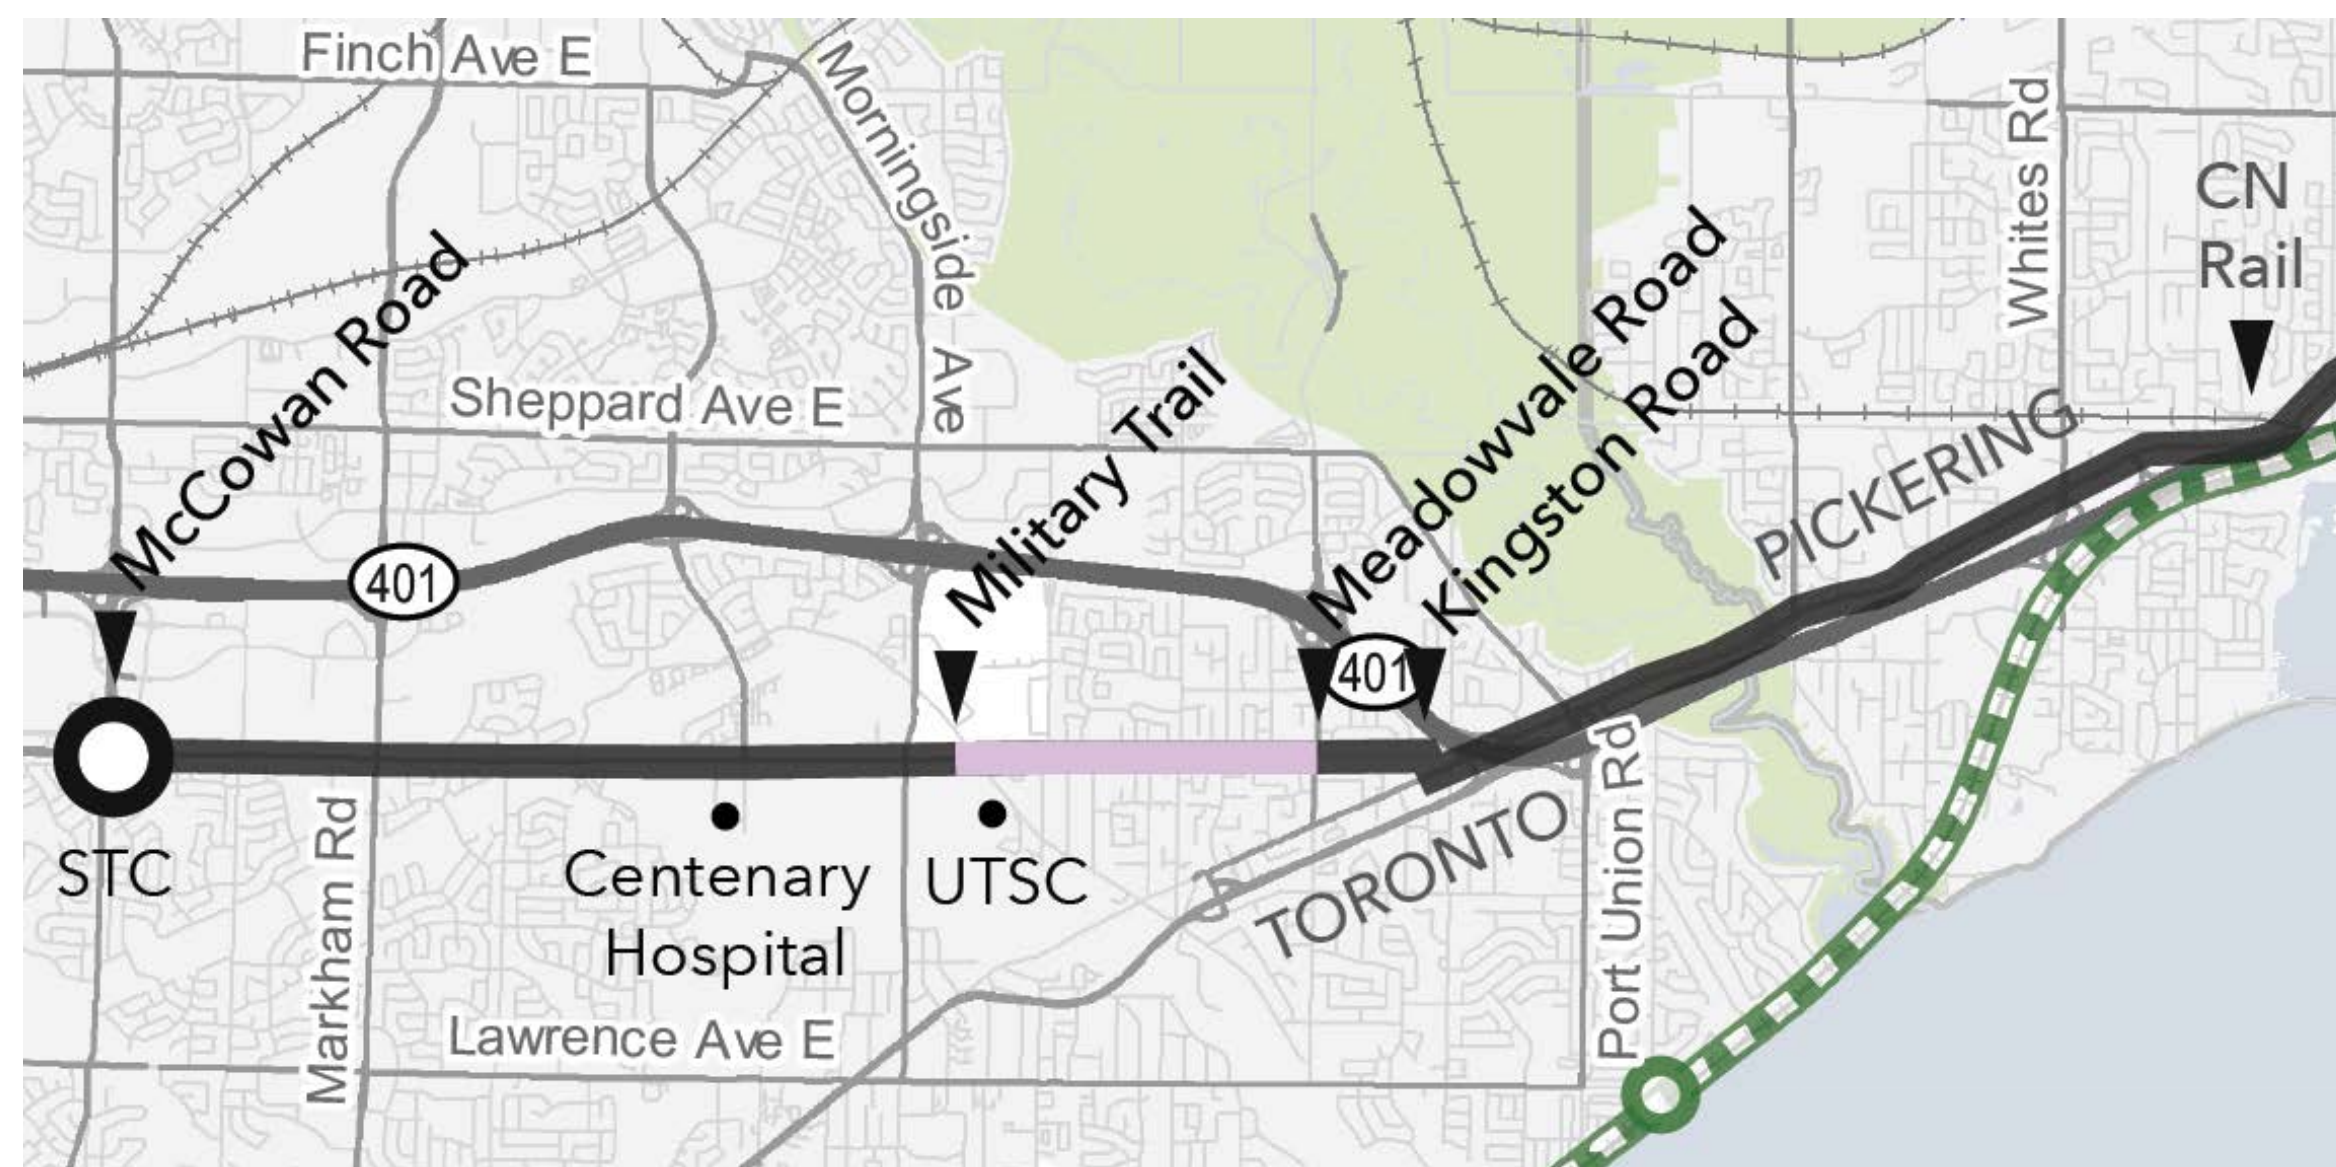 Finch Ave E
Morningside Ave
Whites Rd
CN
Rail
McCowan Road
Sheppard Ave E
Military Trail
Meadowvale Road
Kingston Road
PICKERING
401
401
STC
Markham Rd
Centenary
Hospital
UTSC
TORONTO
Port Union Rd
Lawrence Ave E